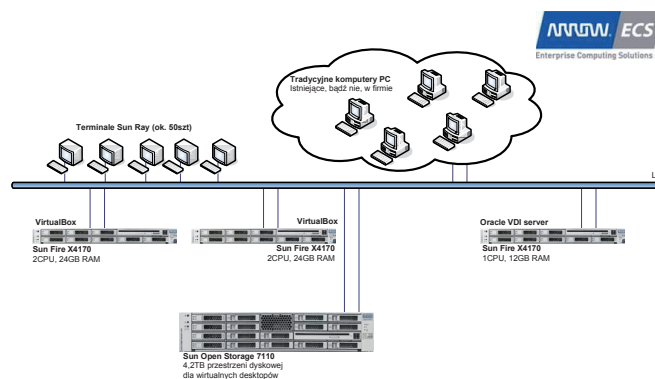 ARROW. ECS
Enterprise Computing Solutions
Tradycyjne komputery PC
Istniejące, bądź nie, w firmie
Terminale Sun Ray (ok. 50szt)
L
VirtualBox
Sun Fire X4170
2CPU, 24GB RAM
VirtualBox
Sun Fire X4170
2CPU, 24GB RAM
Oracle VDI server
Sun Fire X4170
1CPU, 12GB RAM
Sun Open Storage 7110
4,2TB przestrzeni dyskowej
dla wirtualnych desktopów